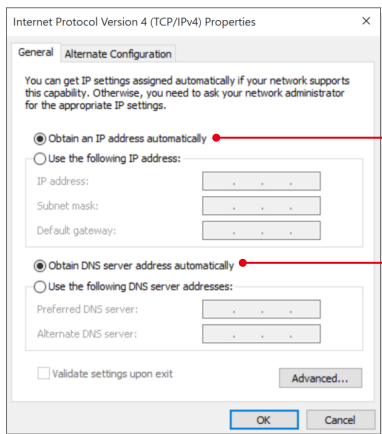 Internet Protocol Version 4 (TCP/IPv4) Properties
General Alternate Configuration
You can get IP settings assigned automatically if your network supports
this capability. Otherwise, you need to ask your network administrator
for the appropriate IP settings.
Obtain an IP address automatically
Use the following IP address:
IP address:
Subnet mask:
Default gateway:
Obtain DNS server address automatically
Use the following DNS server addresses:
Preferred DNS server:
Alternate DNS server:
Validate settings upon exit
Advanced...
OK Cancel